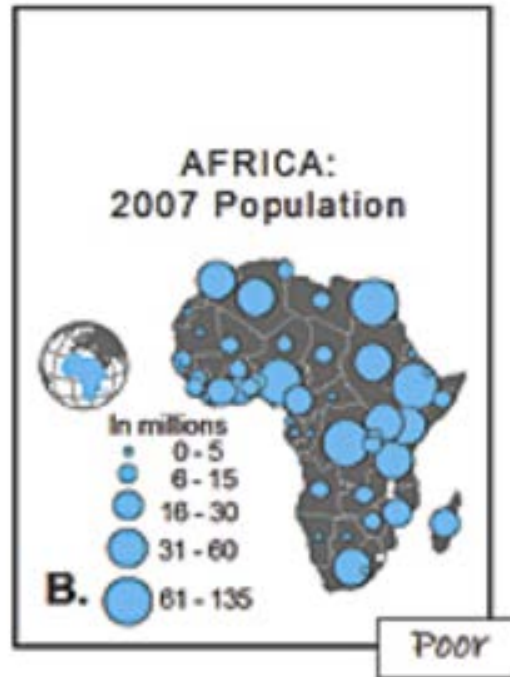 AFRICA:
2007 Population
In millions
0 - 5
6 - 15
16 - 30
31 - 60
61 - 135
B.
Poor